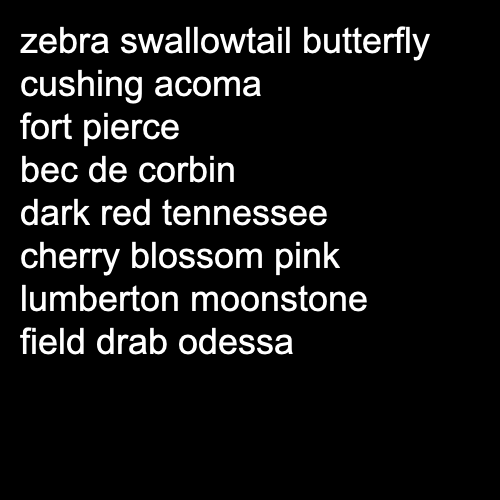 zebra swallowtail butterfly
cushing acoma
fort pierce
bec de corbin
dark red tennessee
cherry blossom pink
lumberton moonstone
field drab odessa